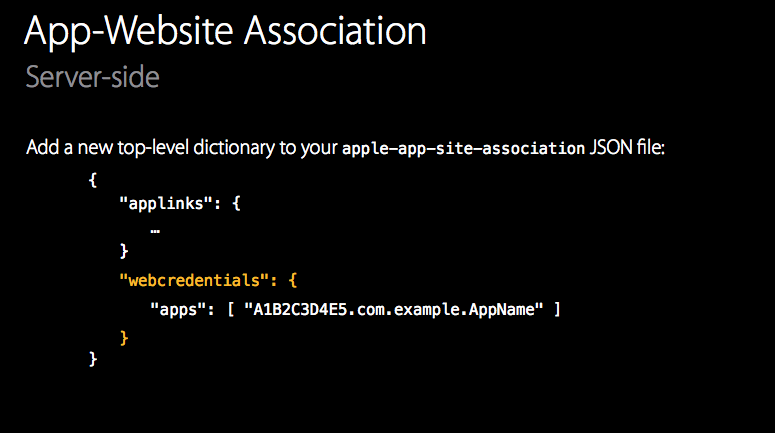 App-Website Association
Server-side
Add a new top-level dictionary to your apple-app-site-association JSON file:
{
"applinks": {
…
}
"webcredentials": {
"apps": [ "A1B2C3D4E5.com.example.AppName" ]
}
}